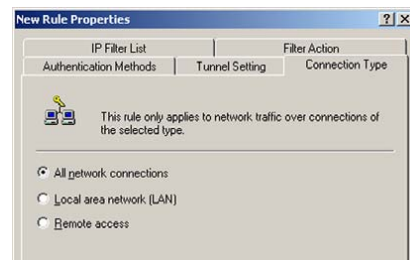 New Rule Properties
IP Filter List
Filter Action
Authentication Methods
Tunnel Setting
Connection Type
This rule only applies to network traffic over connections of
the selected type.
All network connections
Local area network (LAN)
Remote access